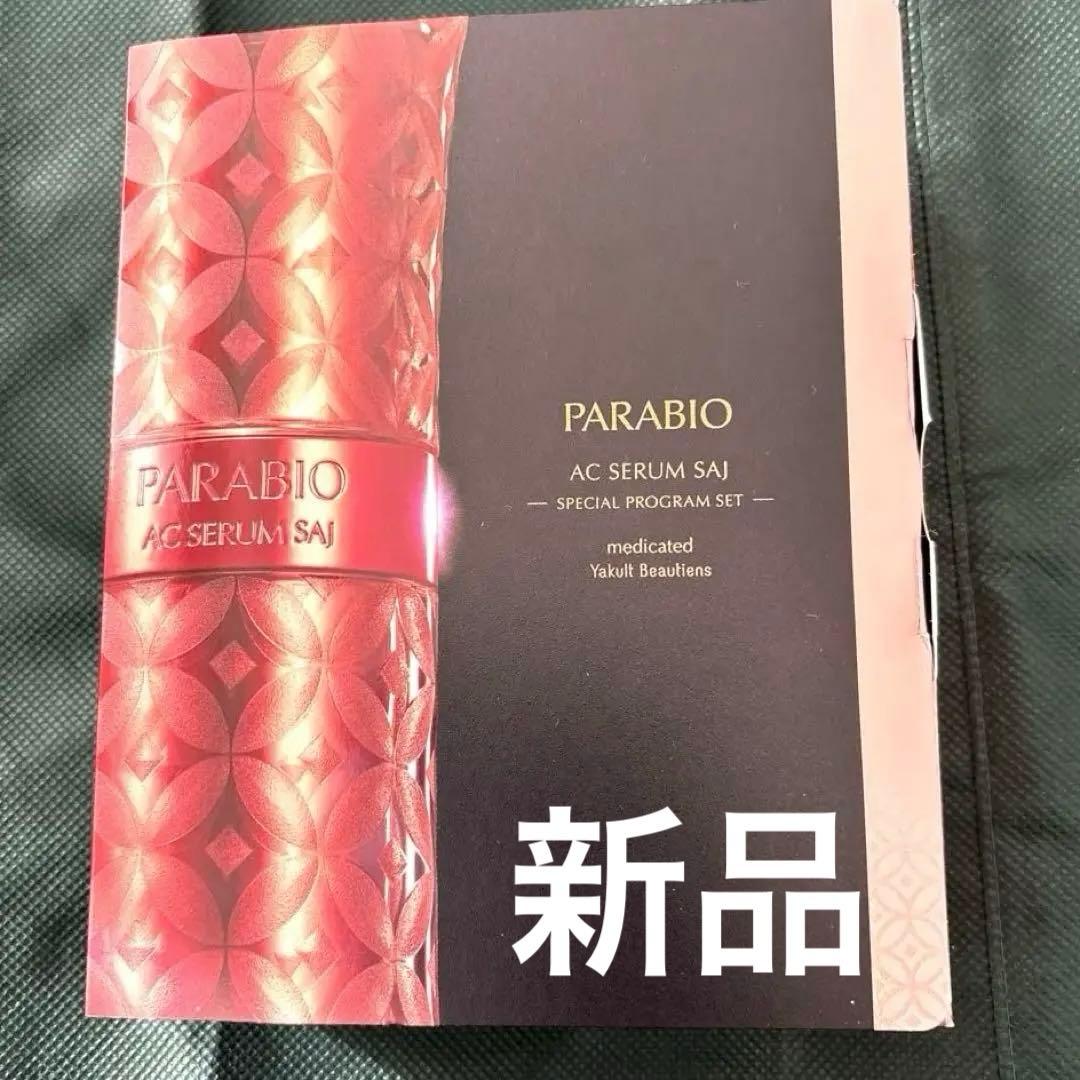 PARABIO
AC SERUM SAJ
PARABIO
AC SERUM SAJ
— SPECIAL PROGRAM SET —
medicated
Yakult Beautiens
新品